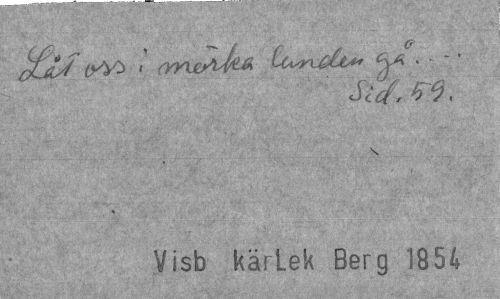 Låt oss i mörka lunden gå....
Sid. 59.
Visb kärLek Berg 1854